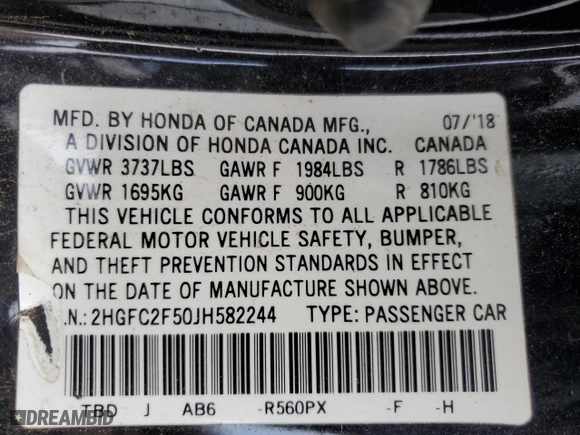 MFD. BY HONDA OF CANADA MFG., 07/'18
A DIVISION OF HONDA CANADA INC. CANADA
GVWR 3737LBS GAWR F 1984LBS R 1786LBS
GVWR 1695KG GAWR F 900KG R 810KG
THIS VEHICLE CONFORMS TO ALL APPLICABLE
FEDERAL MOTOR VEHICLE SAFETY, BUMPER,
AND THEFT PREVENTION STANDARDS IN EFFECT
ON THE DATE OF MANUFACTURE SHOWN ABOVE.
.N.:2HGFC2F50JH582244 TYPE: PASSENGER CAR
TBD J AB6 -R560PX -F -H
DREAMBID